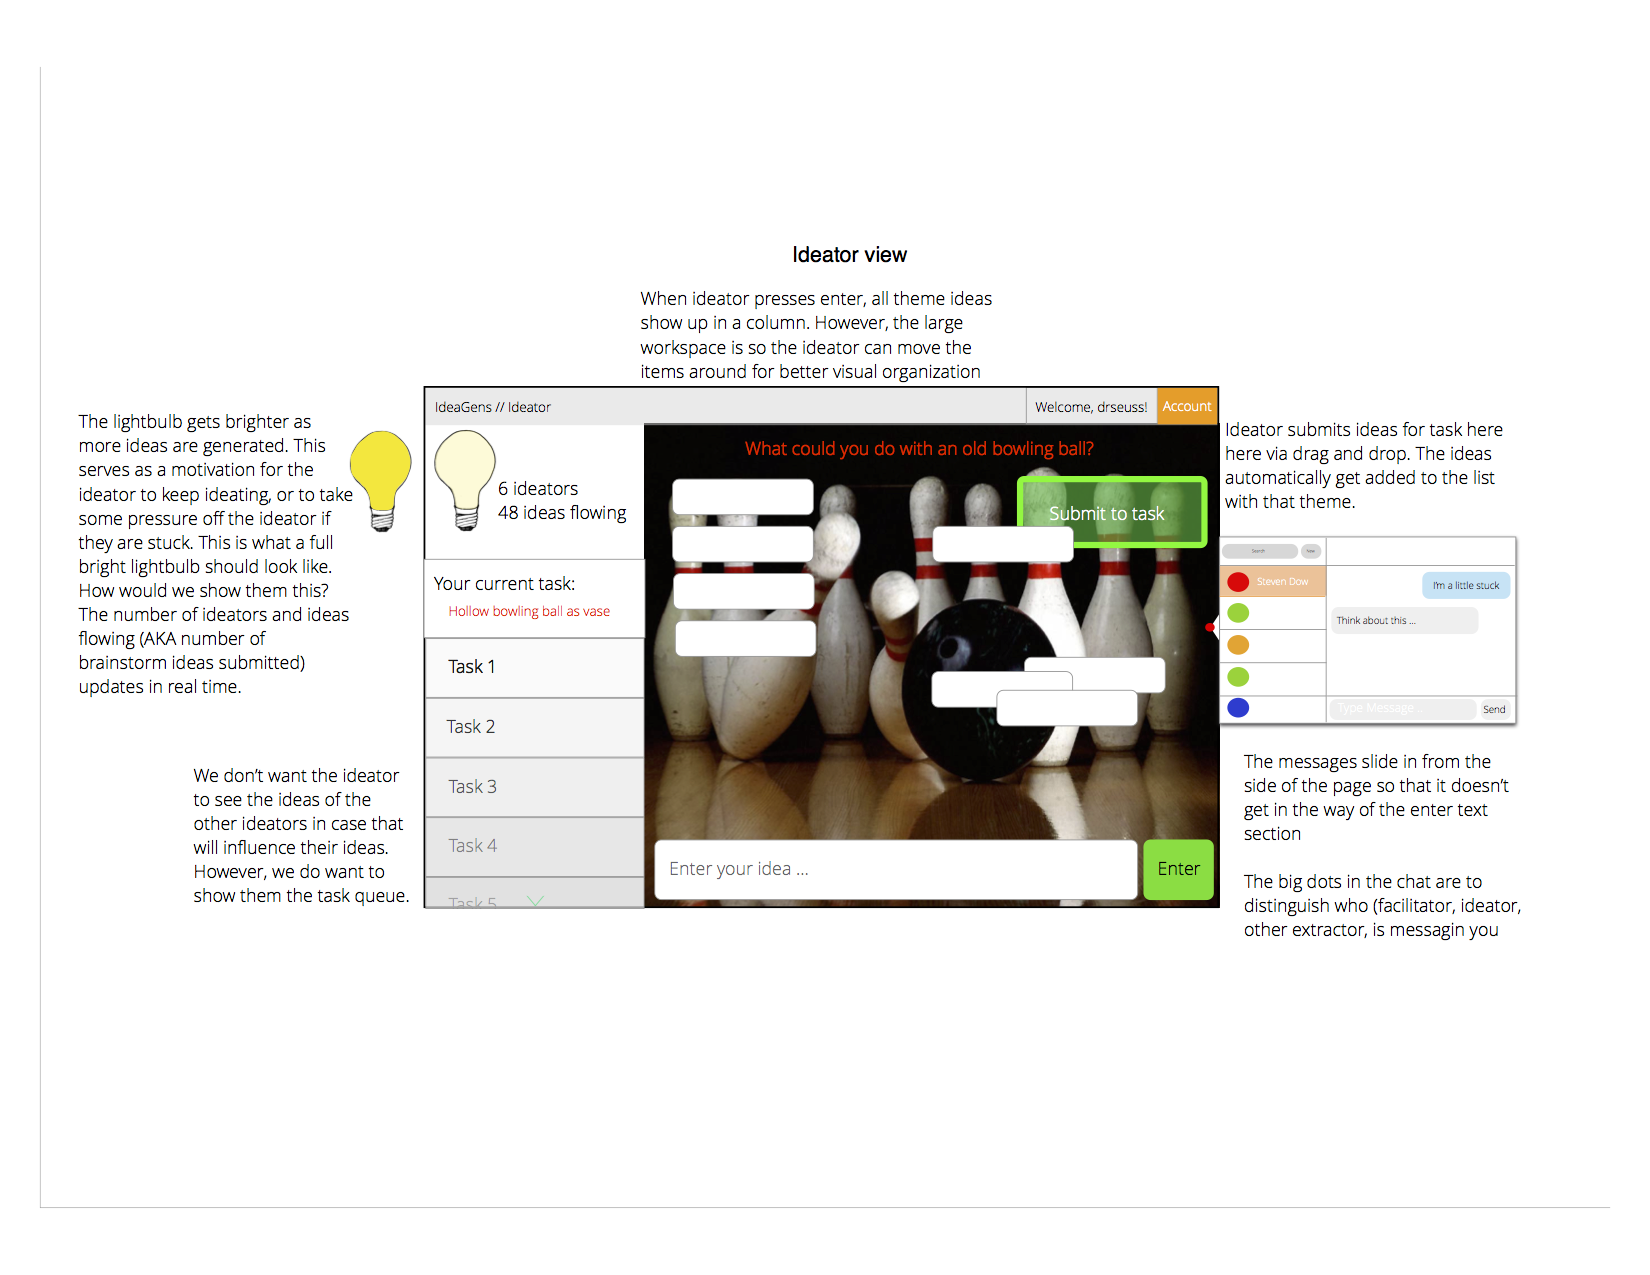 Ideator view
When ideator presses enter, all theme ideas
show up in a column. However, the large
workspace is so the ideator can move the
items around for better visual organization
The lightbulb gets brighter as
more ideas are generated. This
serves as a motivation for the
ideator to keep ideating, or to take
some pressure off the ideator if
they are stuck. This is what a full
bright lightbulb should look like.
How would we show them this?
The number of ideators and ideas
flowing (AKA number of
brainstorm ideas submitted)
updates in real time.
We don't want the ideator
to see the ideas of the
other ideators in case that
will influence their ideas.
However, we do want to
show them the task queue.
IdeaGens // Ideator
Welcome, drseuss!
Account
6 ideators
48 ideas flowing
Your current task:
Hollow bowling ball as vase
Task 1
Task 2
Task 3
Task 4
Task 5
What could you do with an old bowling ball?
Submit to task
Enter your idea ...
Enter
Ideator submits ideas for task here
here via drag and drop. The ideas
automatically get added to the list
with that theme.
Search
New
Steven Dow
I'm a little stuck
Think about this ...
Type Message ..
Send
The messages slide in from the
side of the page so that it doesn't
get in the way of the enter text
section
The big dots in the chat are to
distinguish who (facilitator, ideator,
other extractor, is messagin you